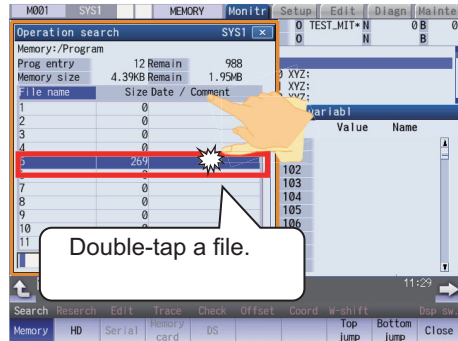 M001 SYS1 MEMORY Monitr Setup Edit Diagn Mainte
Operation search SYS1 ×
O TEST_MIT* N 0 B 0
Memory:/Program
O N B
Prog entry 12 Remain 988
Memory size 4.39KB Remain 1.95MB
XYZ;
XYZ;
XYZ;
File name Size Date / Comment
Value Name
1 0
2 0
3 0
4 0
5 269
7 0
8 0
9 0
10 0
11
102
103
104
105
106
Double-tap a file.
11:29
Search Reserch Edit Trace Check Offset Coord W-shift Dsp sw.
Memory HD Serial Memory card DS Top jump Bottom jump Close